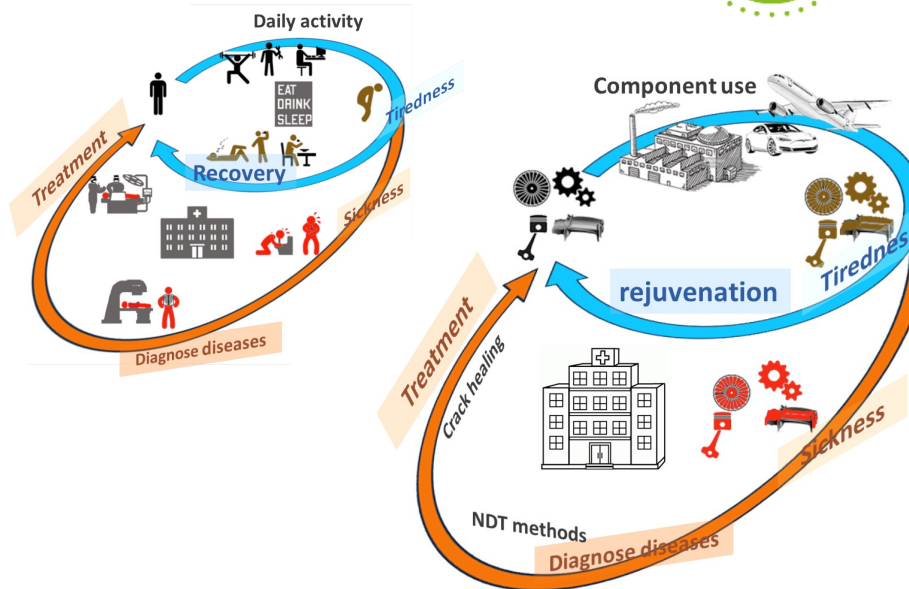 Daily activity
EAT
DRINK
SLEEP
Tiredness
Treatment
Recovery
Sickness
Diagnose diseases
Component use
Tiredness
rejuvenation
Treatment
Crack healing
Sickness
NDT methods
Diagnose diseases